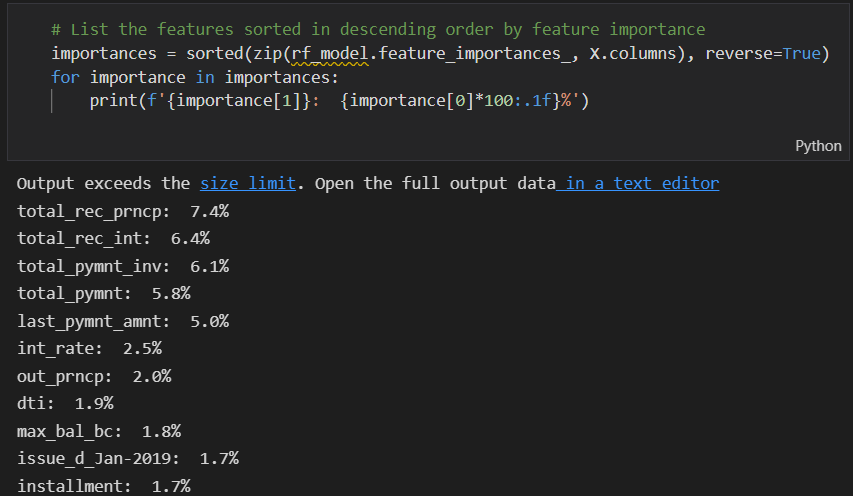 # List the features sorted in descending order by feature importance
importances = sorted(zip(rf_model.feature_importances_, X.columns), reverse=True)
for importance in importances:
    print(f'{importance[1]}:  {importance[0]*100:.1f}%')
Python
Output exceeds the size limit. Open the full output data in a text editor
total_rec_prncp:  7.4%
total_rec_int:  6.4%
total_pymnt_inv:  6.1%
total_pymnt:  5.8%
last_pymnt_amnt:  5.0%
int_rate:  2.5%
out_prncp:  2.0%
dti:  1.9%
max_bal_bc:  1.8%
issue_d_Jan-2019:  1.7%
installment:  1.7%